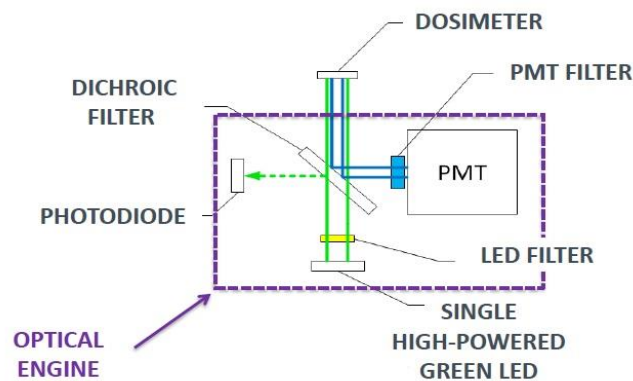 DOSIMETER
DICHROIC
FILTER
PMT FILTER
PMT
PHOTODIODE
LED FILTER
SINGLE
HIGH-POWERED
GREEN LED
OPTICAL
ENGINE